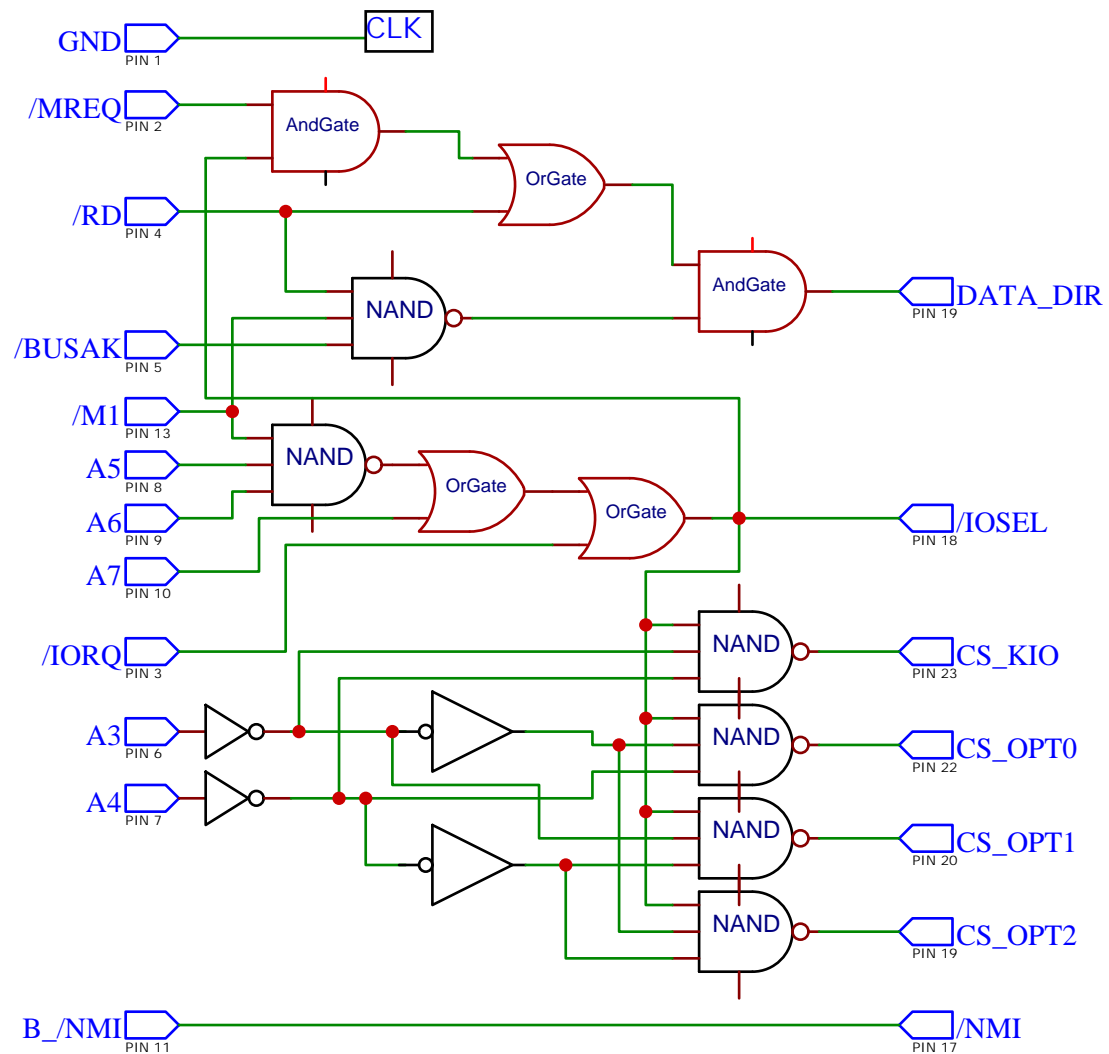 GND
PIN 1
CLK
/MREQ
PIN 2
AndGate
OrGate
/RD
PIN 4
AndGate
DATA_DIR
PIN 19
NAND
/BUSAK
PIN 5
/M1
PIN 13
NAND
A5
PIN 8
OrGate
OrGate
A6
PIN 9
/IOSEL
PIN 18
A7
PIN 10
/IORQ
PIN 3
NAND
CS_KIO
PIN 23
A3
PIN 6
NAND
CS_OPT0
PIN 22
A4
PIN 7
NAND
CS_OPT1
PIN 20
NAND
CS_OPT2
PIN 19
B_/NMI
PIN 11
/NMI
PIN 17